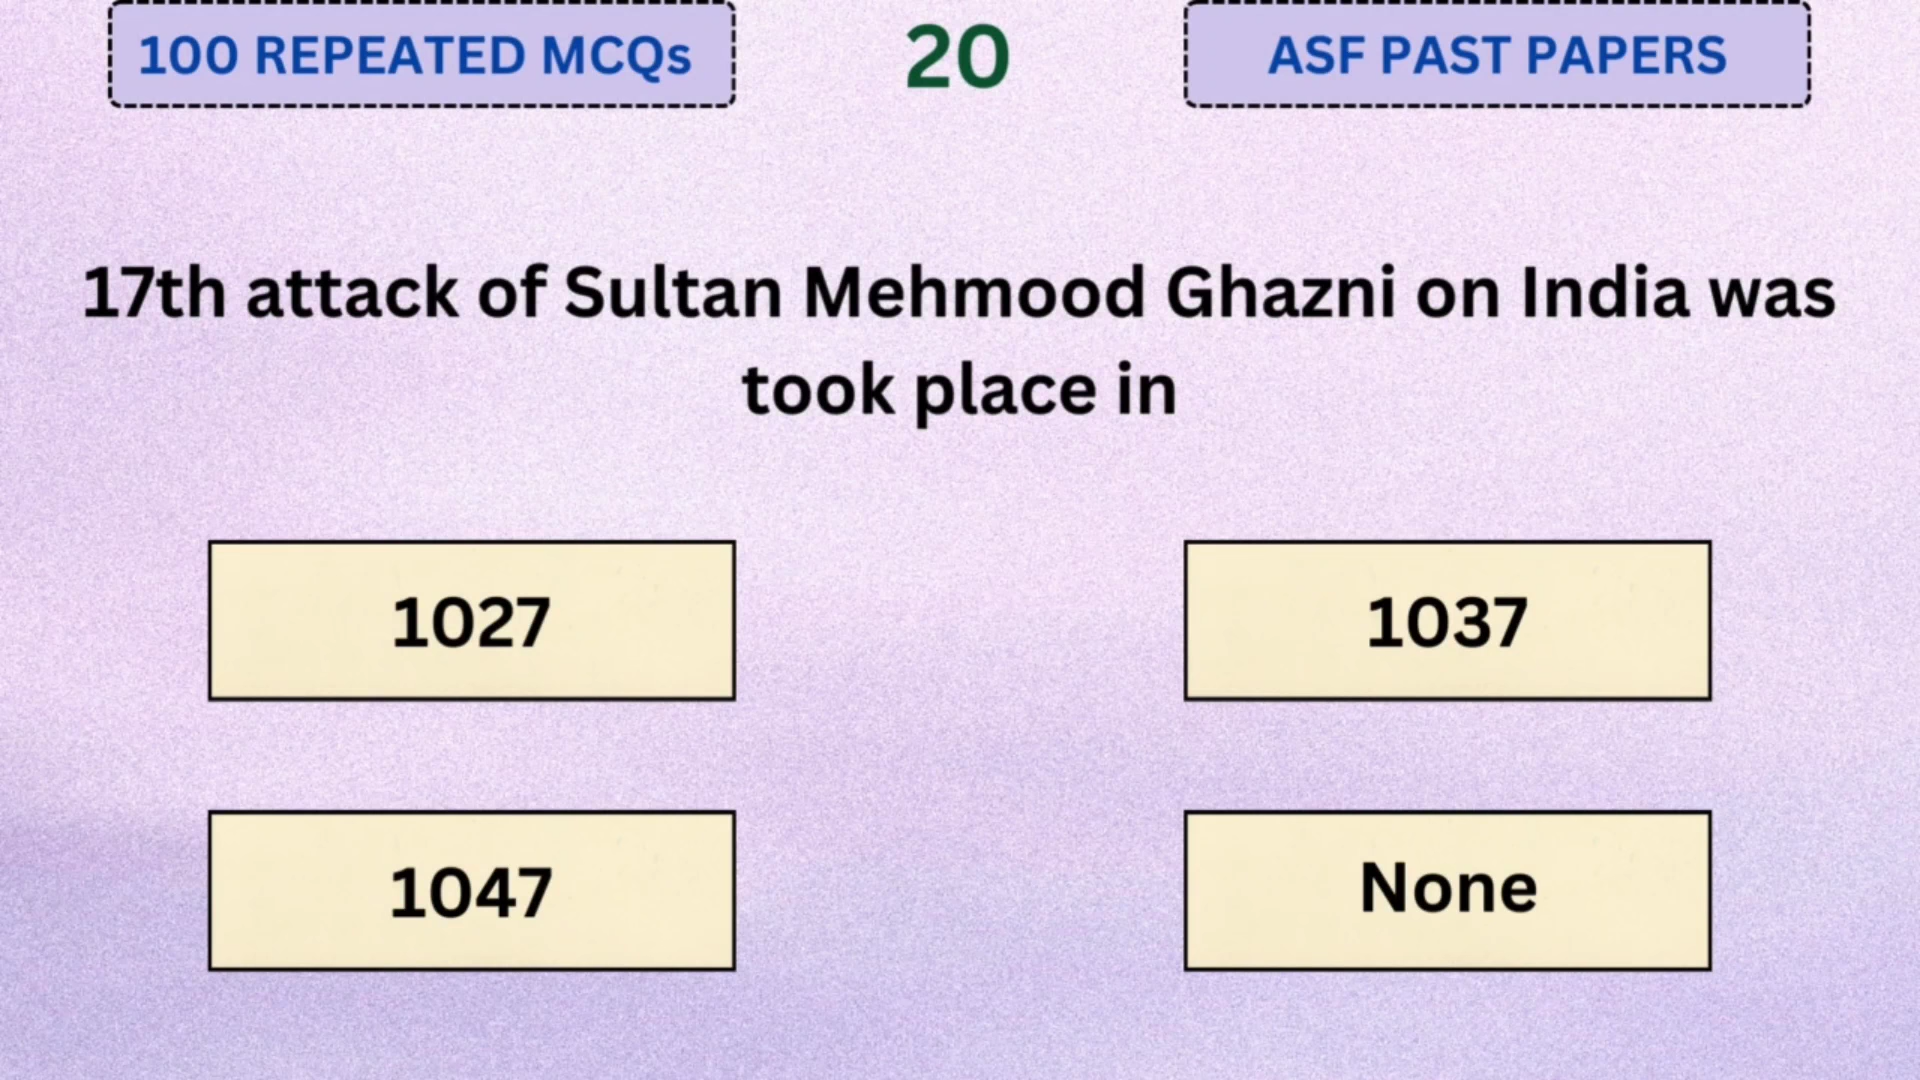 100 REPEATED MCQs
20
ASF PAST PAPERS
17th attack of Sultan Mehmood Ghazni on India was
took place in
1027
1037
1047
None